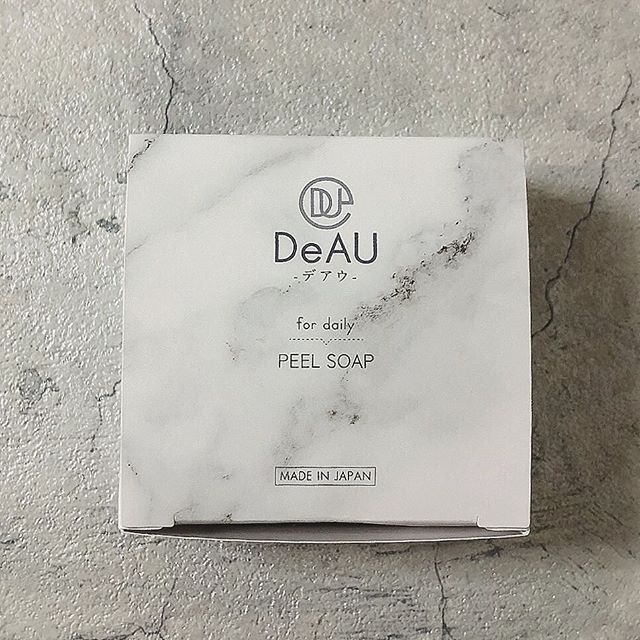 DeAU
-デアウ-
for daily
PEEL SOAP
MADE IN JAPAN